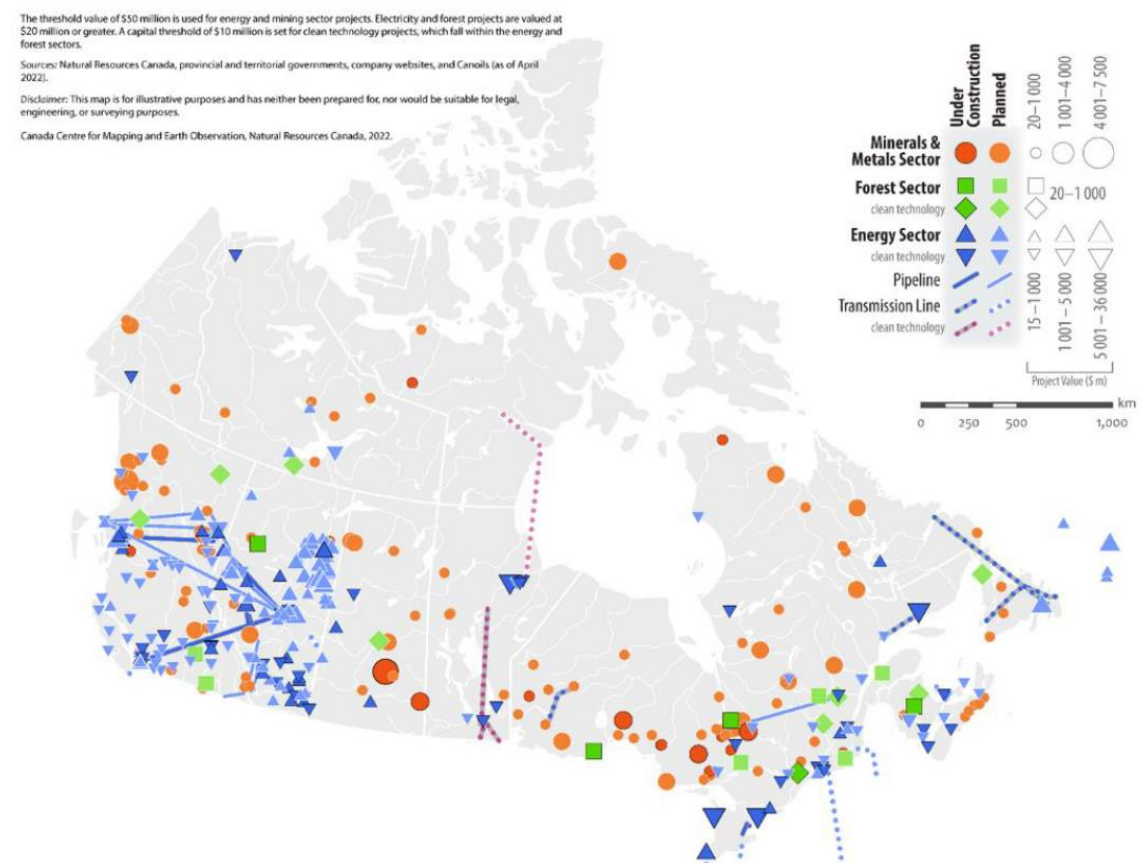 The threshold value of $50 million is used for energy and mining sector projects. Electricity and forest projects are valued at
$20 million or greater. A capital threshold of $10 million is set for clean technology projects, which fall within the energy and
forest sectors.
Sources: Natural Resources Canada, provincial and territorial governments, company websites, and Canoils (as of April
2022).
Disclaimer: This map is for illustrative purposes and has neither been prepared for, nor would be suitable for legal,
engineering, or surveying purposes.
Canada Centre for Mapping and Earth Observation, Natural Resources Canada, 2022.
Under
Construction
Planned
20–1 000
1 001–4 000
4 001–7 500
Minerals &
Metals Sector
Forest Sector
20–1 000
clean technology
Energy Sector
clean technology
Pipeline
Transmission Line
clean technology
15–1 000
1 001–5 000
5 001–36 000
Project Value ($ m)
km
0 250 500 1,000